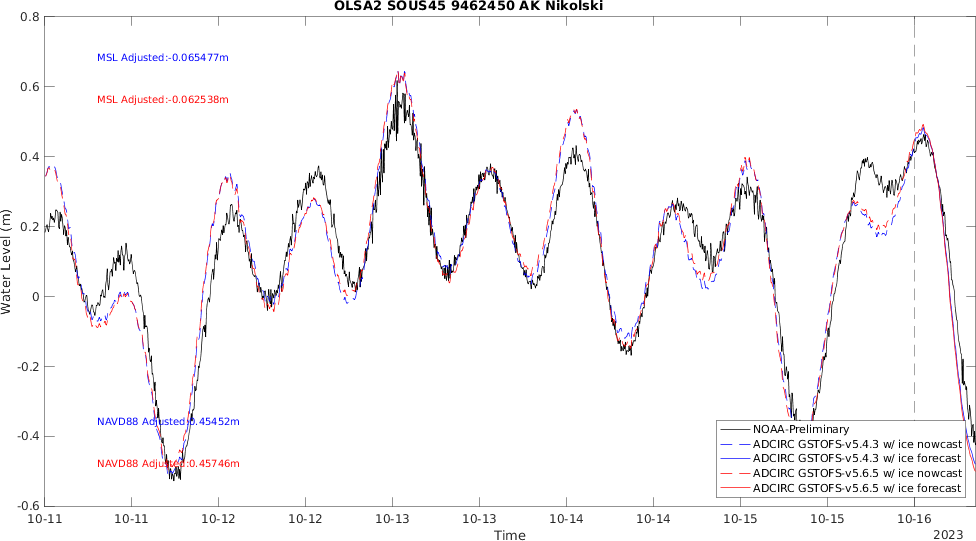 OLSA2 SOUS45 9462450 AK Nikolski
0.8
MSL Adjusted:-0.065477m
0.6
MSL Adjusted:-0.062538m
0.4
0.2
Water Level (m)
0
-0.2
NAVD88 Adjusted:0.45452m
NOAA-Preliminary
-0.4
ADCIRC GSTOFS-v5.4.3 w/ ice nowcast
ADCIRC GSTOFS-v5.4.3 w/ ice forecast
NAVD88 Adjusted:0.45746m
ADCIRC GSTOFS-v5.6.5 w/ ice nowcast
ADCIRC GSTOFS-v5.6.5 w/ ice forecast
-0.6
10-11 10-11 10-12 10-12 10-13 10-13 10-14 10-14 10-15 10-15 10-16
Time
2023